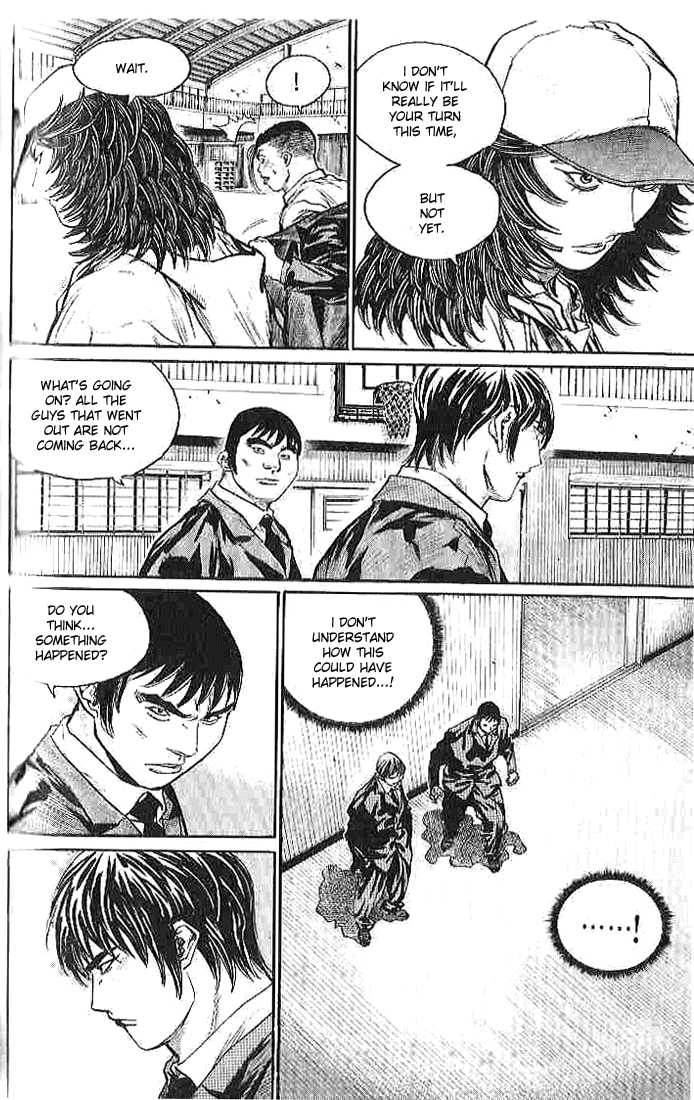 WAIT.
!
I DON'T
KNOW IF IT'LL
REALLY BE
YOUR TURN
THIS TIME,
BUT
NOT
YET.
WHAT'S GOING
ON? ALL THE
GUYS THAT WENT
OUT ARE NOT
COMING BACK...
DO YOU
THINK...
SOMETHING
HAPPENED?
I DON'T
UNDERSTAND
HOW THIS
COULD HAVE
HAPPENED...!
......!